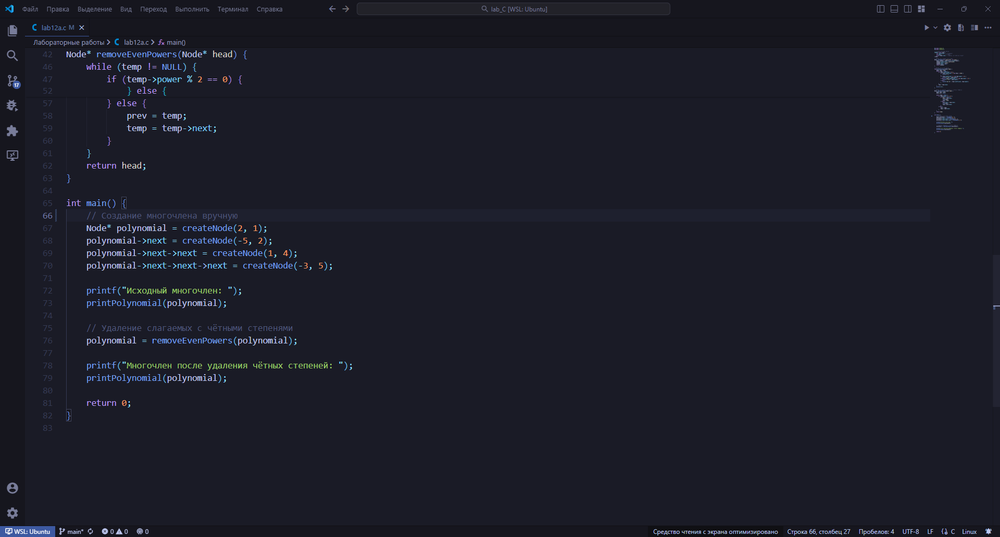 Файл Правка Выделение Вид Переход Выполнить Терминал Справка
lab_C [WSL: Ubuntu]
lab12a.c M
Лабораторные работы > lab12a.c > main()
42 Node* removeEvenPowers(Node* head) {
46 while (temp != NULL) {
47 if (temp->power % 2 == 0) {
52 } else {
57 } else {
58 prev = temp;
59 temp = temp->next;
60 }
61 }
62 return head;
63 }
64
65 int main() {
66 // Создание многочлена вручную
67 Node* polynomial = createNode(2, 1);
68 polynomial->next = createNode(-5, 2);
69 polynomial->next->next = createNode(1, 4);
70 polynomial->next->next->next = createNode(-3, 5);
71
72 printf("Исходный многочлен: ");
73 printPolynomial(polynomial);
74
75 // Удаление слагаемых с чётными степенями
76 polynomial = removeEvenPowers(polynomial);
77
78 printf("Многочлен после удаления чётных степеней: ");
79 printPolynomial(polynomial);
80
81 return 0;
82 }
83
17
WSL: Ubuntu main* 0 0 0 Средство чтения с экрана оптимизировано Строка 66, столбец 27 Пробелов: 4 UTF-8 LF C Linux